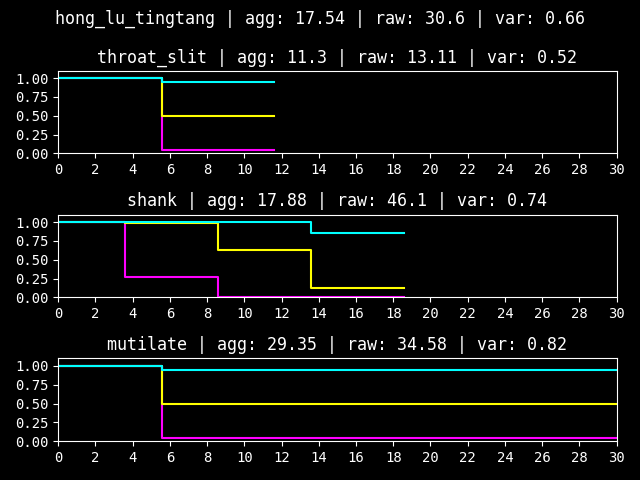 hong_lu_tingtang | agg: 17.54 | raw: 30.6 | var: 0.66
throat_slit | agg: 11.3 | raw: 13.11 | var: 0.52
1.00
0.75
0.50
0.25
0.00
0 2 4 6 8 10 12 14 16 18 20 22 24 26 28 30
shank | agg: 17.88 | raw: 46.1 | var: 0.74
1.00
0.75
0.50
0.25
0.00
0 2 4 6 8 10 12 14 16 18 20 22 24 26 28 30
mutilate | agg: 29.35 | raw: 34.58 | var: 0.82
1.00
0.75
0.50
0.25
0.00
0 2 4 6 8 10 12 14 16 18 20 22 24 26 28 30